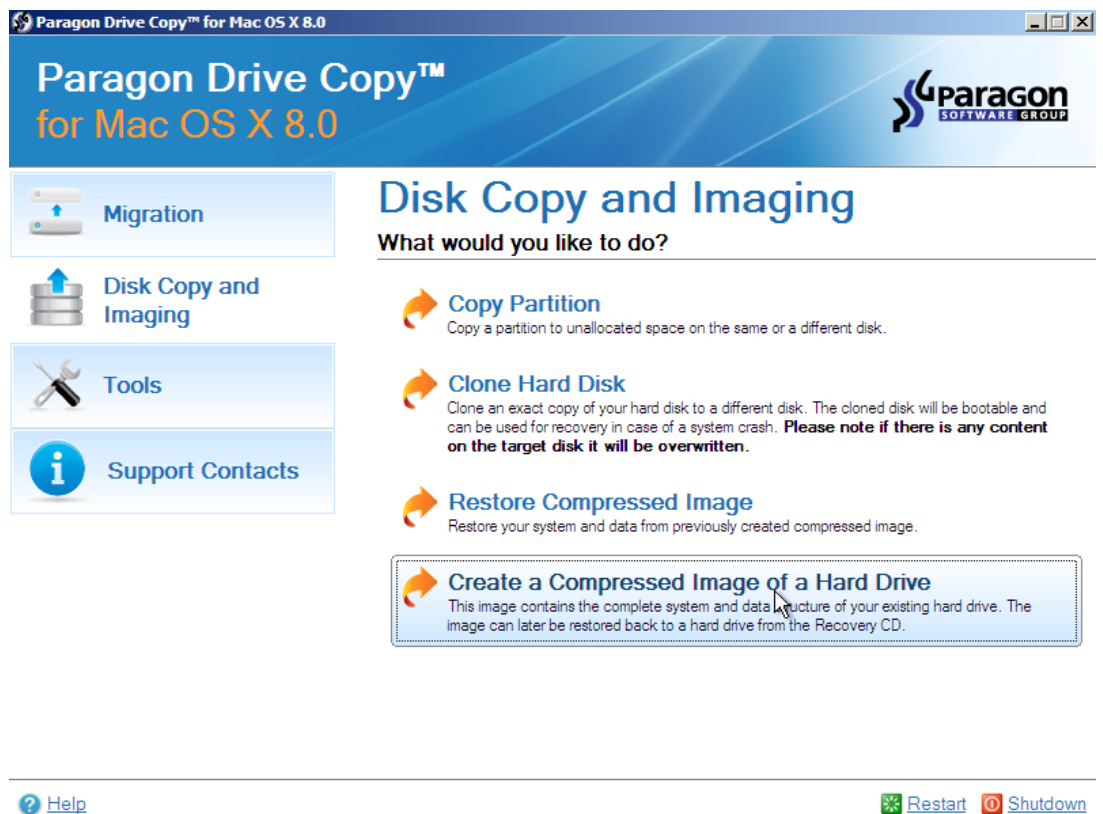 Paragon Drive Copy™ for Mac OS X 8.0
Paragon Drive Copy™
for Mac OS X 8.0
Paragon
SOFTWARE GROUP
Migration
Disk Copy and
Imaging
Tools
Support Contacts
Disk Copy and Imaging
What would you like to do?
Copy Partition
Copy a partition to unallocated space on the same or a different disk.
Clone Hard Disk
Clone an exact copy of your hard disk to a different disk. The cloned disk will be bootable and
can be used for recovery in case of a system crash. Please note if there is any content
on the target disk it will be overwritten.
Restore Compressed Image
Restore your system and data from previously created compressed image.
Create a Compressed Image of a Hard Drive
This image contains the complete system and data structure of your existing hard drive. The
image can later be restored back to a hard drive from the Recovery CD.
Help
Restart
Shutdown